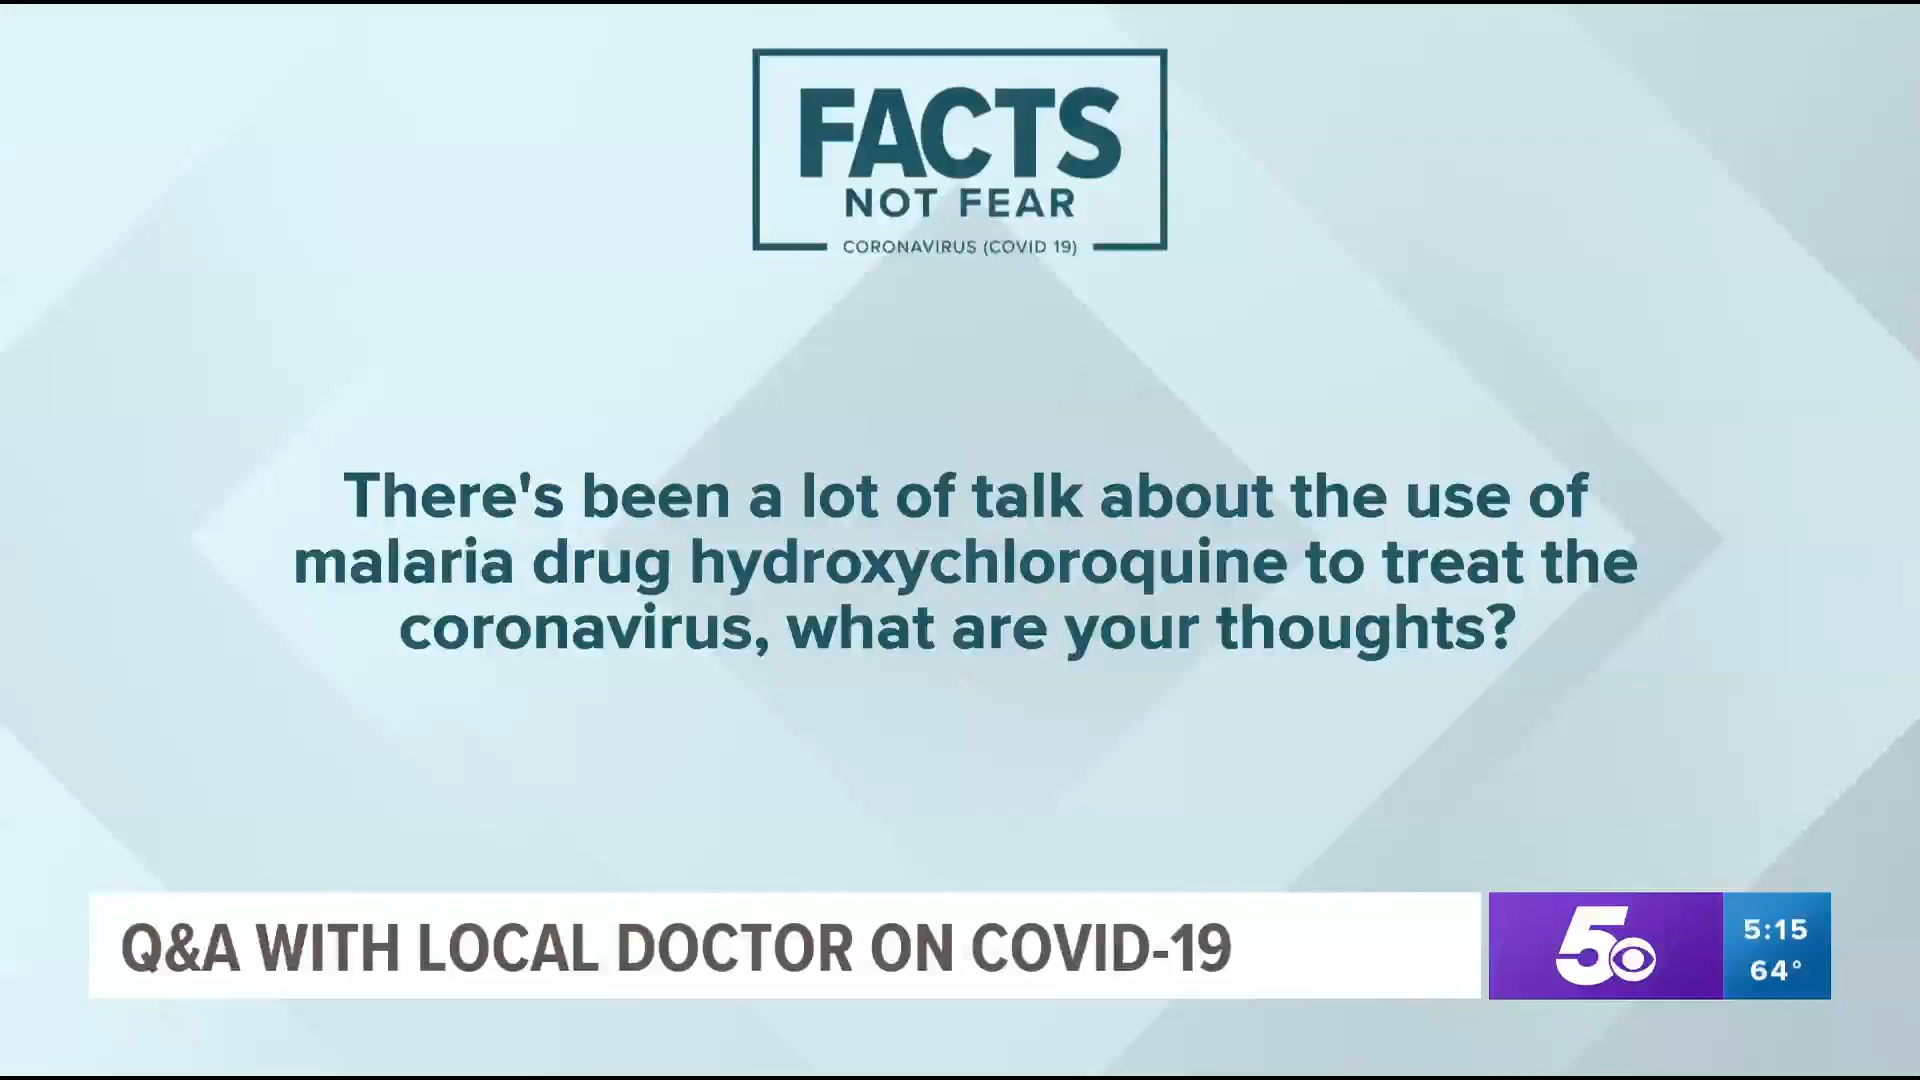 FACTS
NOT FEAR
CORONAVIRUS (COVID 19)
There's been a lot of talk about the use of
malaria drug hydroxychloroquine to treat the
coronavirus, what are your thoughts?
Q&A WITH LOCAL DOCTOR ON COVID-19
5
5:15
64°